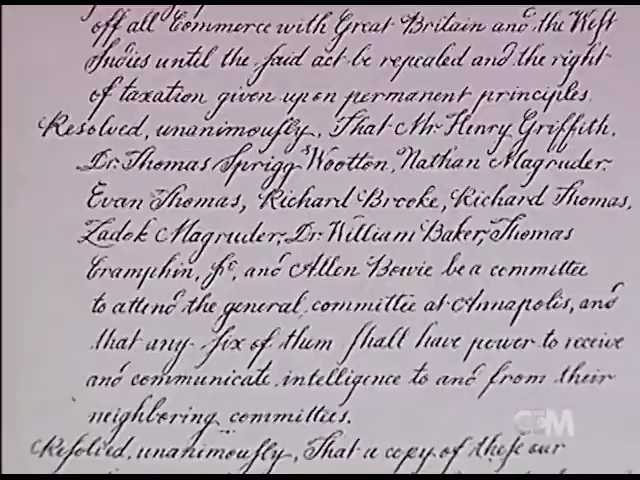 off all Commerce with Great Britain and the West
Indies until the said act be repealed and the right
of taxation given upon permanent principles.
Resolved, unanimously, That Mr. Henry Griffith,
Dr. Thomas Sprigg Wootton, Nathan Magruder,
Evan Thomas, Richard Brooke, Richard Thomas,
Zadok Magruder, Dr. William Baker, Thomas
Cramphin, Jr., and Allen Bowie be a committee
to attend the general committee at Annapolis, and
that any six of them shall have power to receive
and communicate intelligence to and from their
neighboring committees.
Resolved, unanimously, That a copy of these our